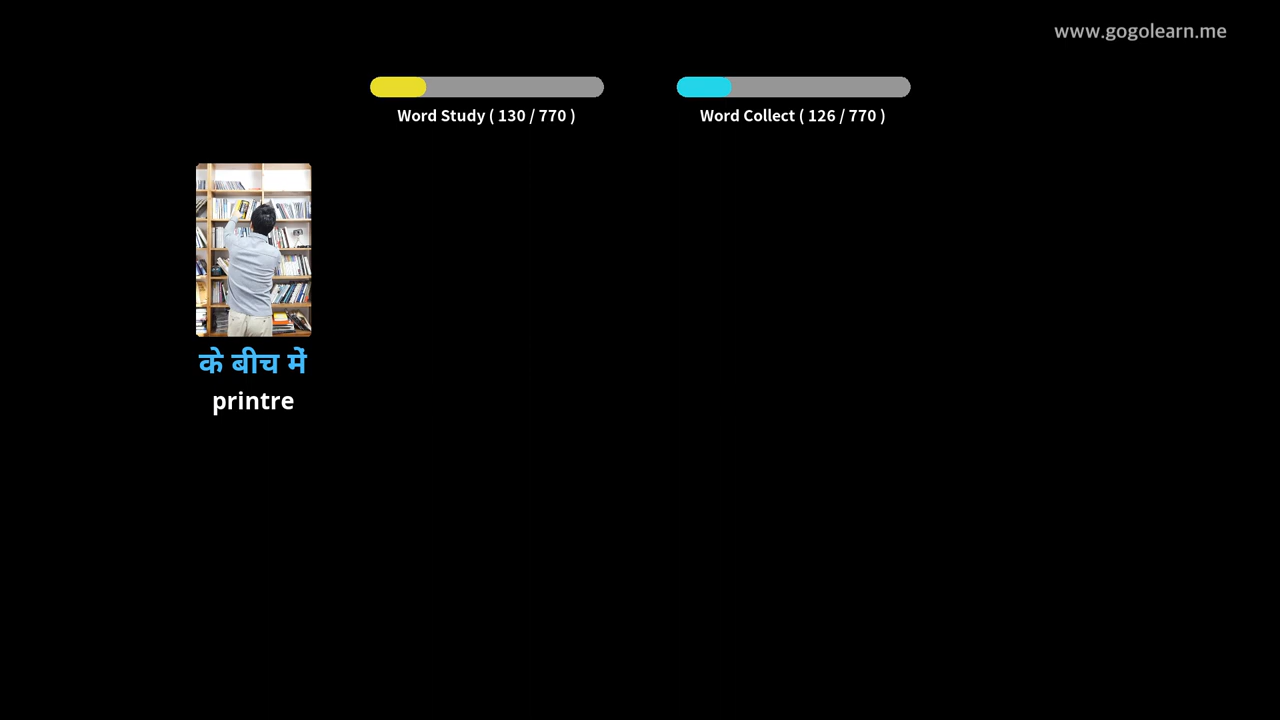 www.gogolearn.me
Word Study ( 130 / 770 )
Word Collect ( 126 / 770 )
के बीच में
printre